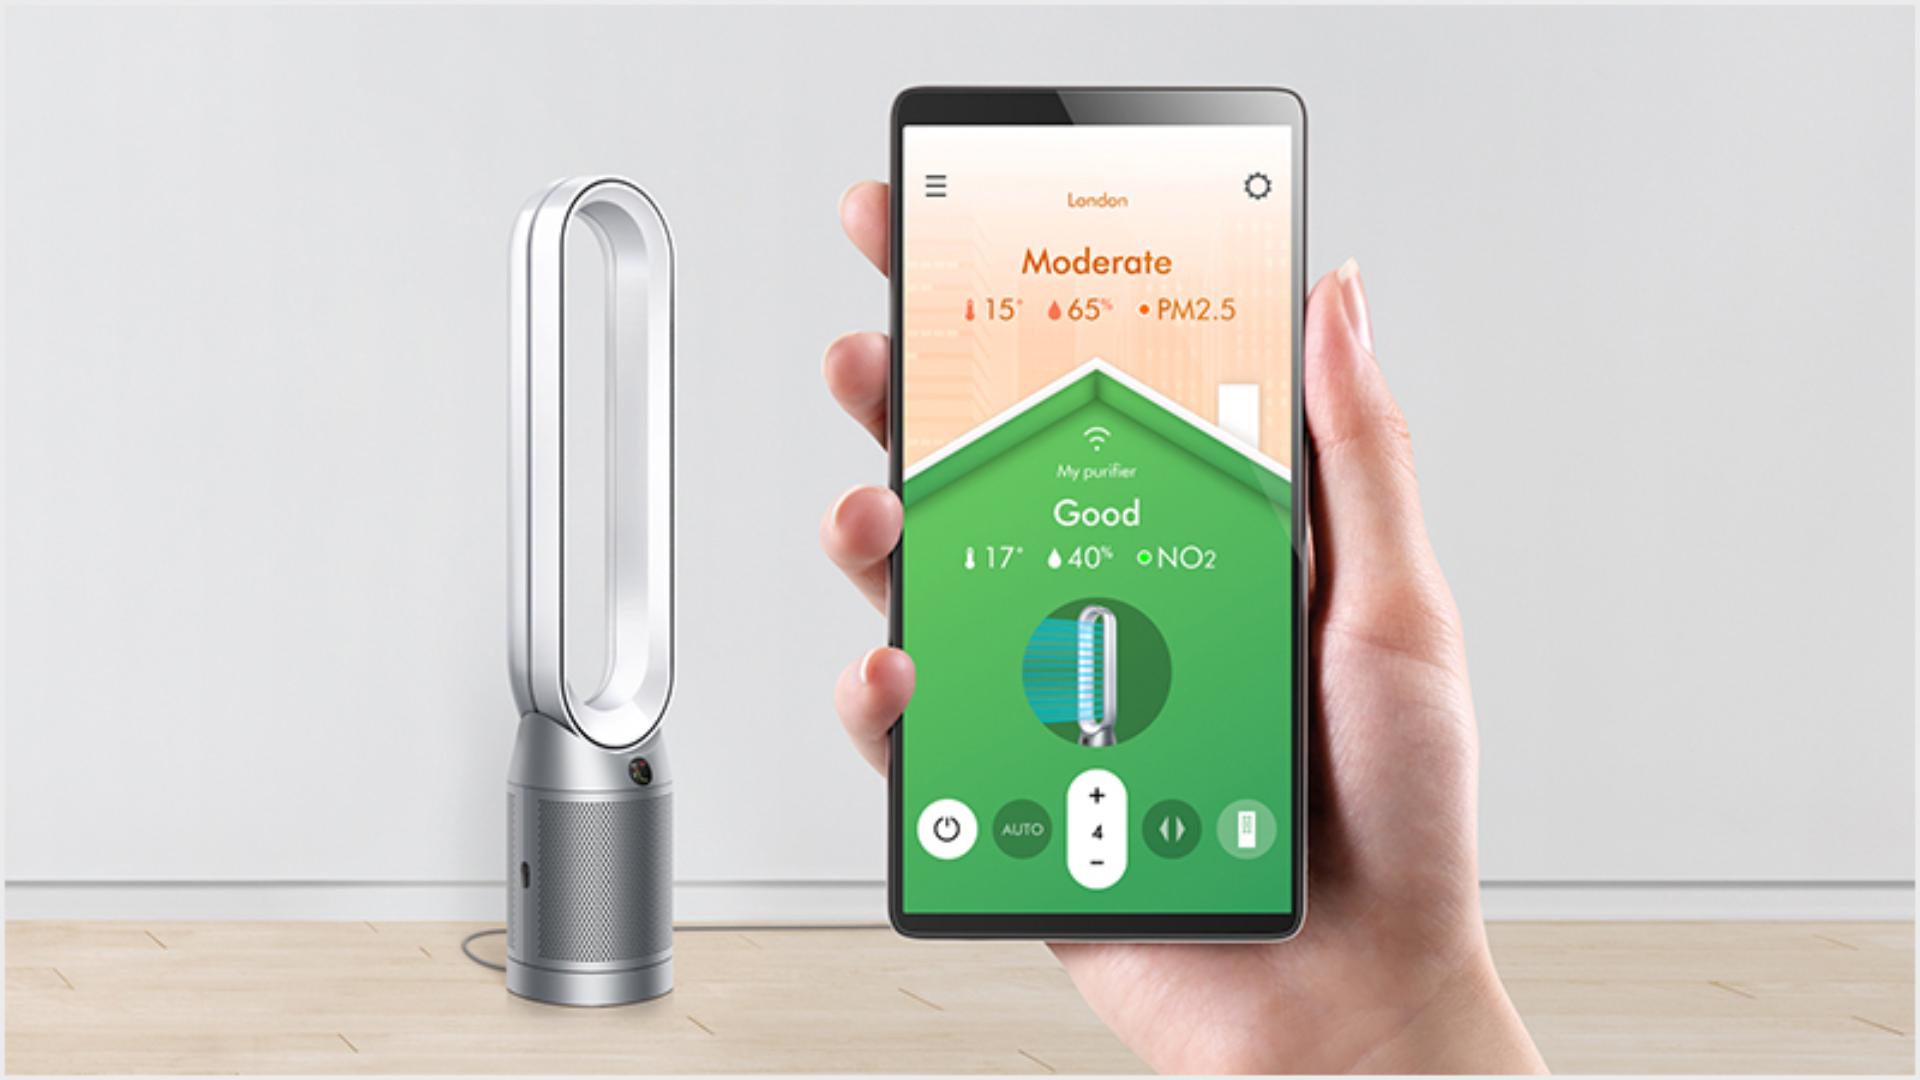 London
Moderate
15° 65% PM2.5
My purifier
Good
17° 40% NO2
+
AUTO 4
−